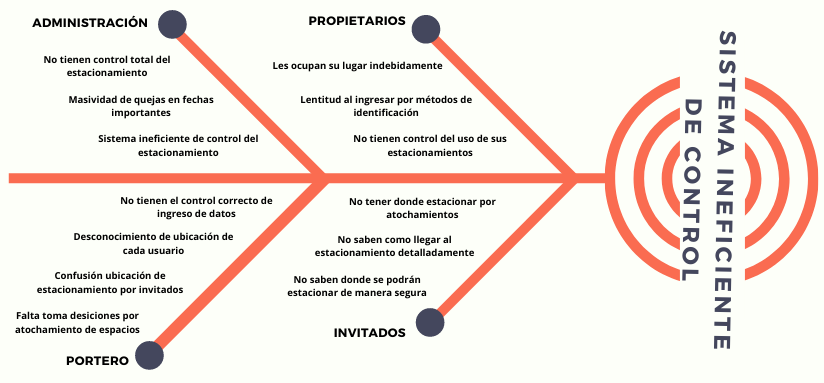 ADMINISTRACIÓN
No tienen control total del
estacionamiento
Masividad de quejas en fechas
importantes
Sistema ineficiente de control del
estacionamiento
PROPIETARIOS
Les ocupan su lugar indebidamente
Lentitud al ingresar por métodos de
identificación
No tienen control del uso de sus
estacionamientos
No tienen el control correcto de
ingreso de datos
Desconocimiento de ubicación de
cada usuario
Confusión ubicación de
estacionamiento por invitados
Falta toma desiciones por
atochamiento de espacios
PORTERO
No tener donde estacionar por
atochamientos
No saben como llegar al
estacionamiento detalladamente
No saben donde se podrán
estacionar de manera segura
INVITADOS
SISTEMA INEFICIENTE
DE CONTROL